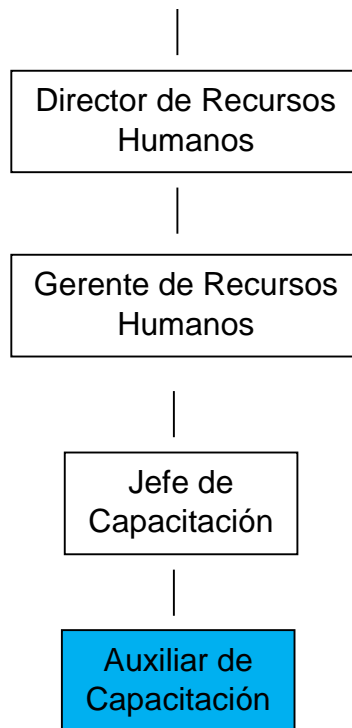 Director de Recursos
Humanos
Gerente de Recursos
Humanos
Jefe de
Capacitación
Auxiliar de
Capacitación